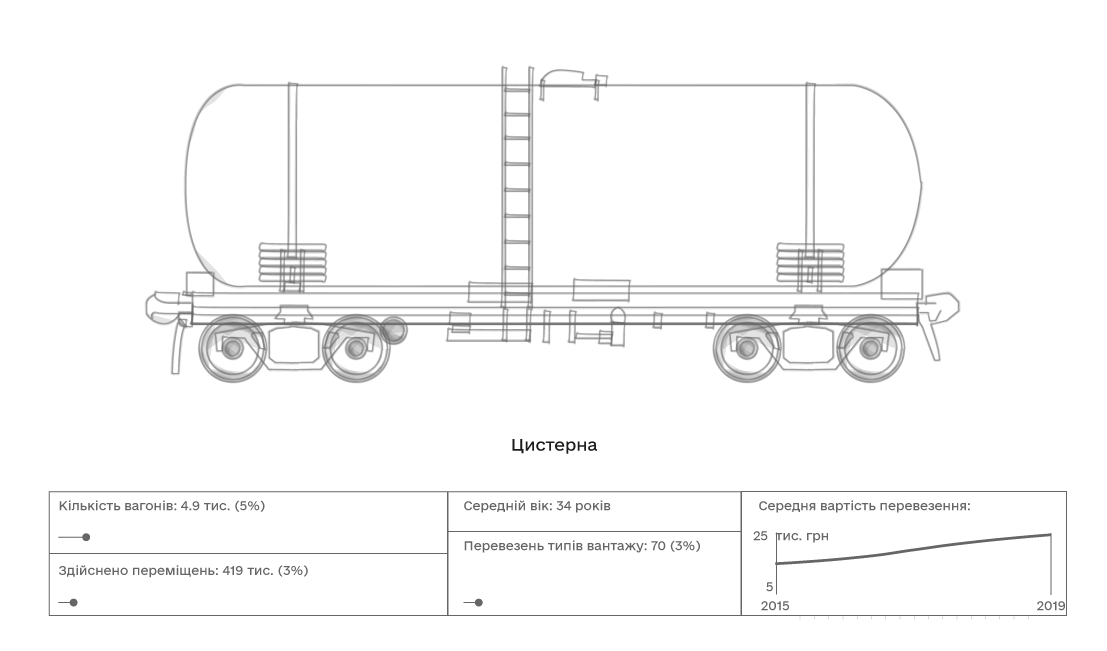 Цистерна
Кількість вагонів: 4.9 тис. (5%)
Здійснено переміщень: 419 тис. (3%)
Середній вік: 34 років
Перевезень типів вантажу: 70 (3%)
Середня вартість перевезення:
25 тис. грн
5
2015 2019